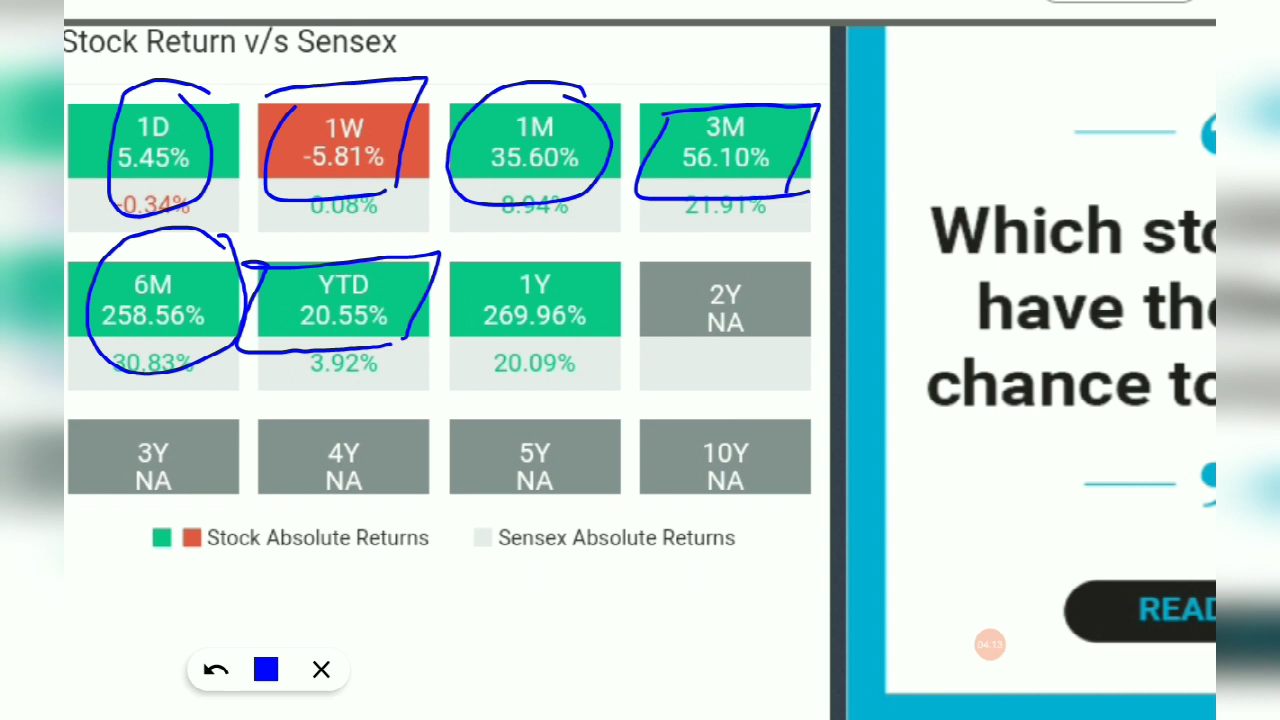 Stock Return v/s Sensex
1D
5.45%
-0.34%
1W
-5.81%
0.08%
1M
35.60%
8.94%
3M
56.10%
21.91%
6M
258.56%
30.83%
YTD
20.55%
3.92%
1Y
269.96%
20.09%
2Y
NA
3Y
NA
4Y
NA
5Y
NA
10Y
NA
Stock Absolute Returns
Sensex Absolute Returns
Which sto
have the
chance to
READ
04:13